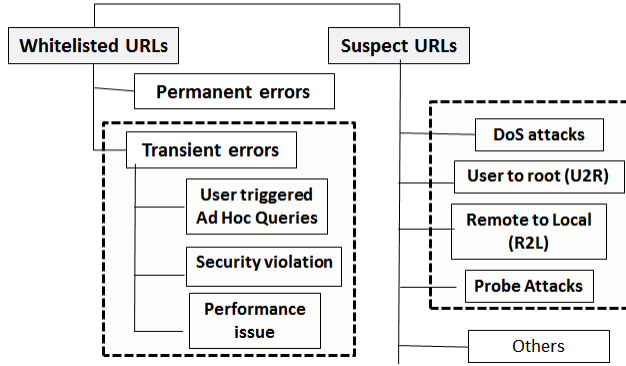 Whitelisted URLs
Suspect URLs
Permanent errors
Transient errors
User triggered
Ad Hoc Queries
Security violation
Performance
issue
DoS attacks
User to root (U2R)
Remote to Local
(R2L)
Probe Attacks
Others